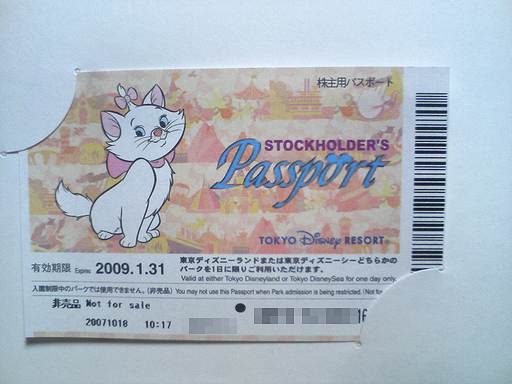 株主用パスポート
STOCKHOLDER'S
Passport
TOKYO Disney RESORT®
有効期限 Expires 2009.1.31
東京ディズニーランドまたは東京ディズニーシーどちらかの
パークを1日に限りご利用いただけます。
Valid at either Tokyo Disneyland or Tokyo DisneySea for one day only.
入園制限中のパークでは使用できません。(非売品) You may not use this Passport when Park admission is being restricted. (Not for
非売品 Not for sale
20071018 10:17